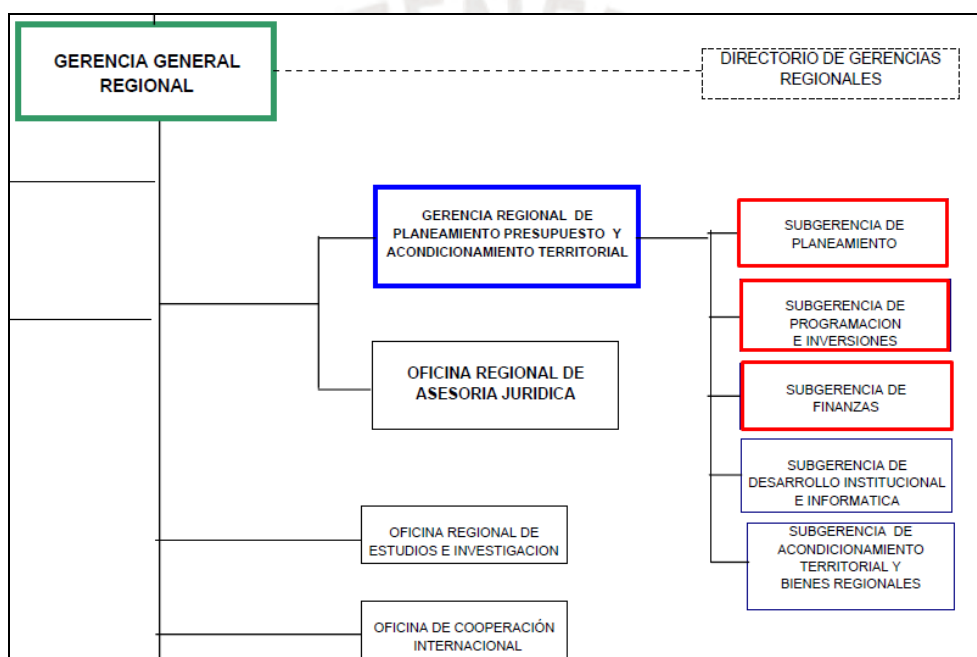 GERENCIA GENERAL
REGIONAL
DIRECTORIO DE GERENCIAS
REGIONALES
GERENCIA REGIONAL DE
PLANEAMIENTO PRESUPUESTO Y
ACONDICIONAMIENTO TERRITORIAL
SUBGERENCIA DE
PLANEAMIENTO
SUBGERENCIA DE
PROGRAMACION
E INVERSIONES
OFICINA REGIONAL DE
ASESORIA JURIDICA
SUBGERENCIA DE
FINANZAS
SUBGERENCIA DE
DESARROLLO INSTITUCIONAL
E INFORMATICA
OFICINA REGIONAL DE
ESTUDIOS E INVESTIGACION
SUBGERENCIA DE
ACONDICIONAMIENTO
TERRITORIAL Y
BIENES REGIONALES
OFICINA DE COOPERACIÓN
INTERNACIONAL